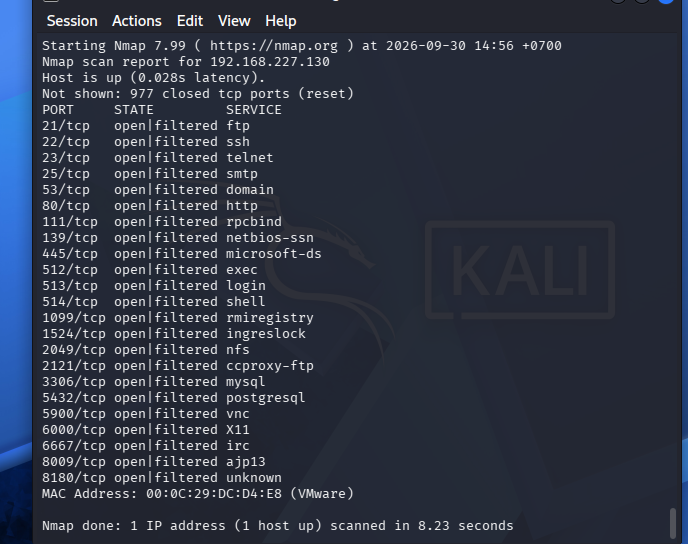 Session Actions Edit View Help
Starting Nmap 7.99 ( https://nmap.org ) at 2026-09-30 14:56 +0700
Nmap scan report for 192.168.227.130
Host is up (0.028s latency).
Not shown: 977 closed tcp ports (reset)
PORT     STATE         SERVICE
21/tcp   open|filtered ftp
22/tcp   open|filtered ssh
23/tcp   open|filtered telnet
25/tcp   open|filtered smtp
53/tcp   open|filtered domain
80/tcp   open|filtered http
111/tcp  open|filtered rpcbind
139/tcp  open|filtered netbios-ssn
445/tcp  open|filtered microsoft-ds
512/tcp  open|filtered exec
513/tcp  open|filtered login
514/tcp  open|filtered shell
1099/tcp open|filtered rmiregistry
1524/tcp open|filtered ingreslock
2049/tcp open|filtered nfs
2121/tcp open|filtered ccproxy-ftp
3306/tcp open|filtered mysql
5432/tcp open|filtered postgresql
5900/tcp open|filtered vnc
6000/tcp open|filtered X11
6667/tcp open|filtered irc
8009/tcp open|filtered ajp13
8180/tcp open|filtered unknown
MAC Address: 00:0C:29:DC:D4:E8 (VMware)
Nmap done: 1 IP address (1 host up) scanned in 8.23 seconds
KALI